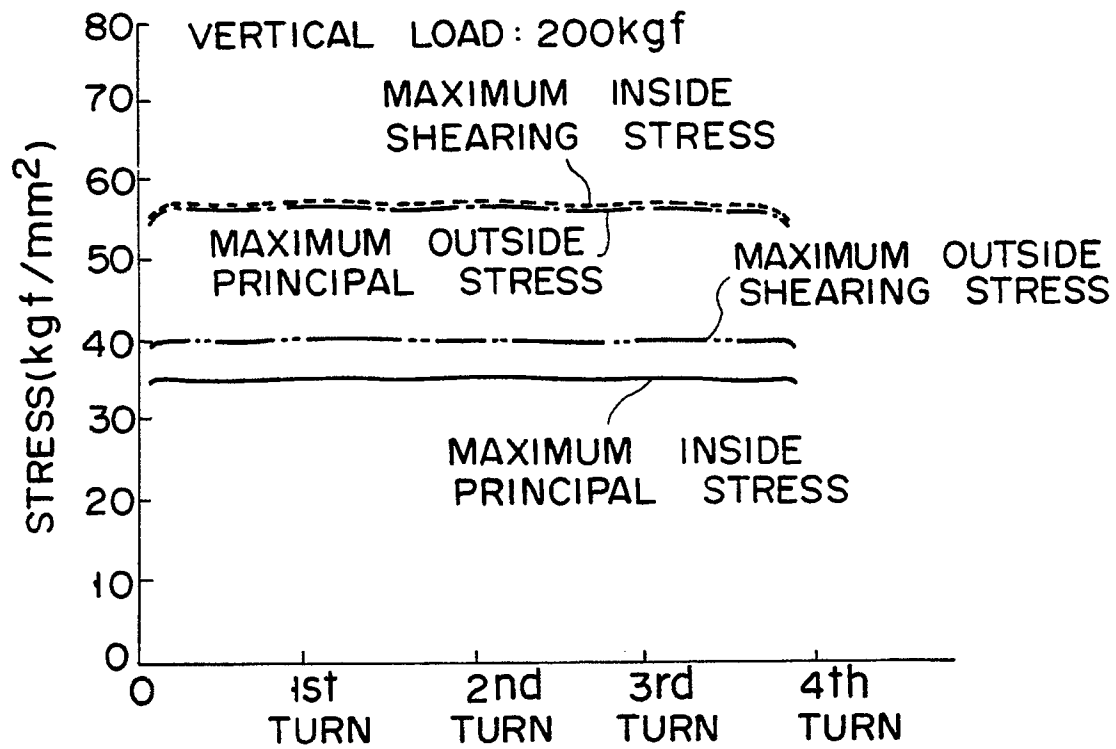 VERTICAL LOAD: 200kgf
MAXIMUM INSIDE
SHEARING STRESS
MAXIMUM OUTSIDE
PRINCIPAL STRESS
MAXIMUM OUTSIDE
SHEARING STRESS
MAXIMUM INSIDE
PRINCIPAL STRESS
STRESS(kgf/mm²)
80
70
60
50
40
30
20
10
0
0
1st
TURN
2nd
TURN
3rd
TURN
4th
TURN